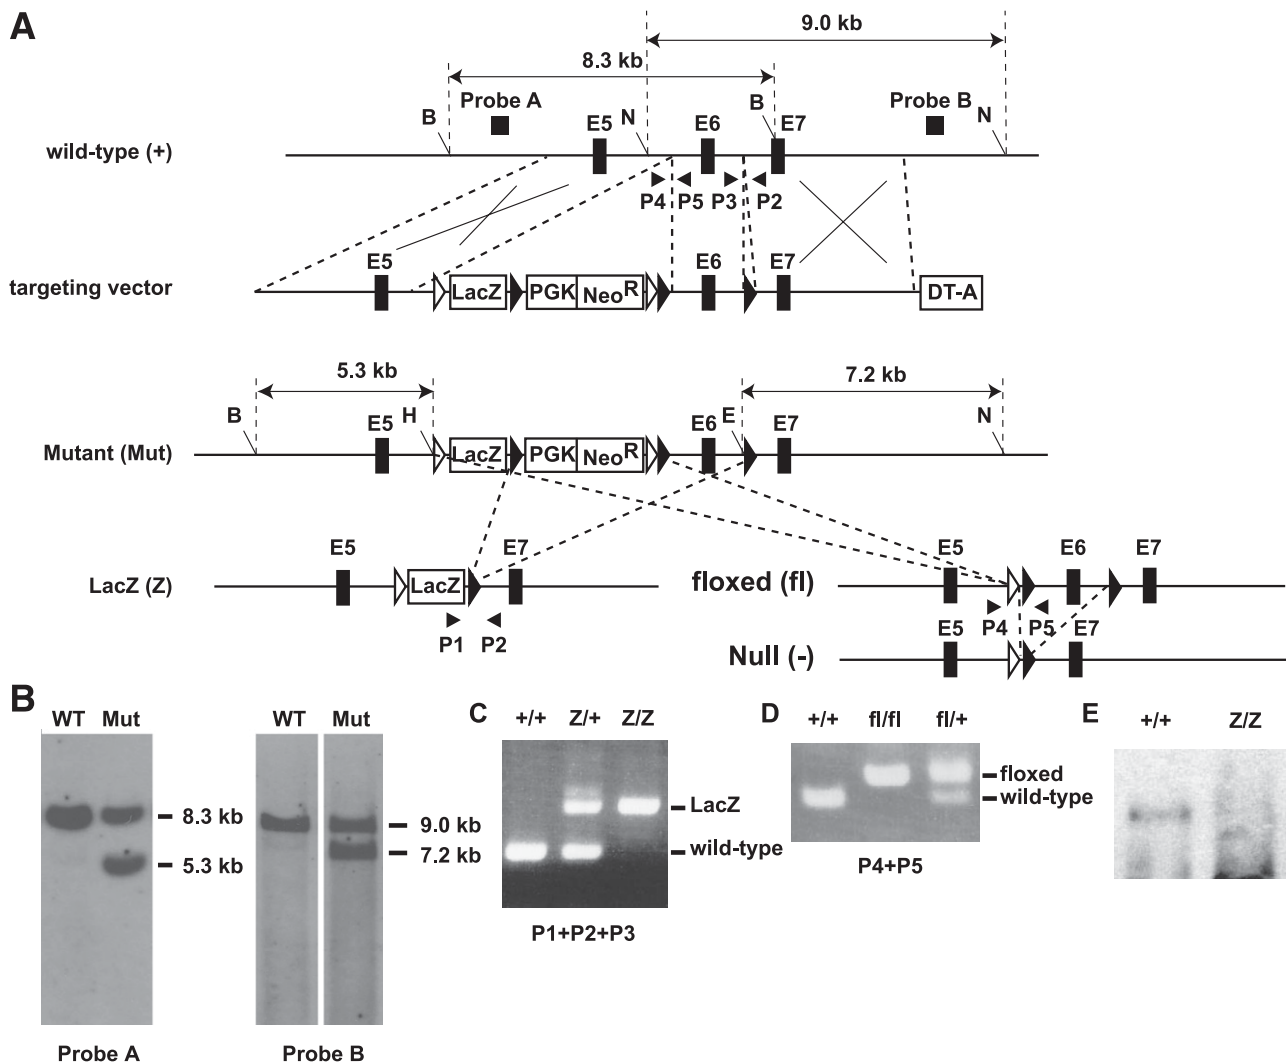 A
9.0 kb
8.3 kb
Probe A
Probe B
B
E5
N
E6
B
E7
N
wild-type (+)
P4
P5
P3
P2
E5
E6
E7
targeting vector
LacZ
PGK
NeoR
DT-A
5.3 kb
7.2 kb
B
E5
H
E6
E
E7
N
Mutant (Mut)
LacZ
PGK
NeoR
E5
E7
E5
E6
E7
LacZ (Z)
LacZ
floxed (fl)
P1
P2
P4
P5
E5
E7
Null (-)
B
WT
Mut
WT
Mut
8.3 kb
5.3 kb
9.0 kb
7.2 kb
Probe A
Probe B
C
+/+
Z/+
Z/Z
LacZ
wild-type
P1+P2+P3
D
+/+
fl/fl
fl/+
floxed
wild-type
P4+P5
E
+/+
Z/Z